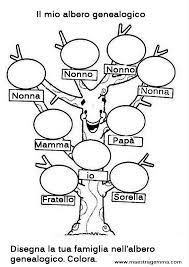 Il mio albero genealogico
Nonno
Nonno
Nonna
Nonna
Mamma
Papà
io
Fratello
Sorella
Disegna la tua famiglia nell'albero
genealogico. Colora.
www.maestragemma.com